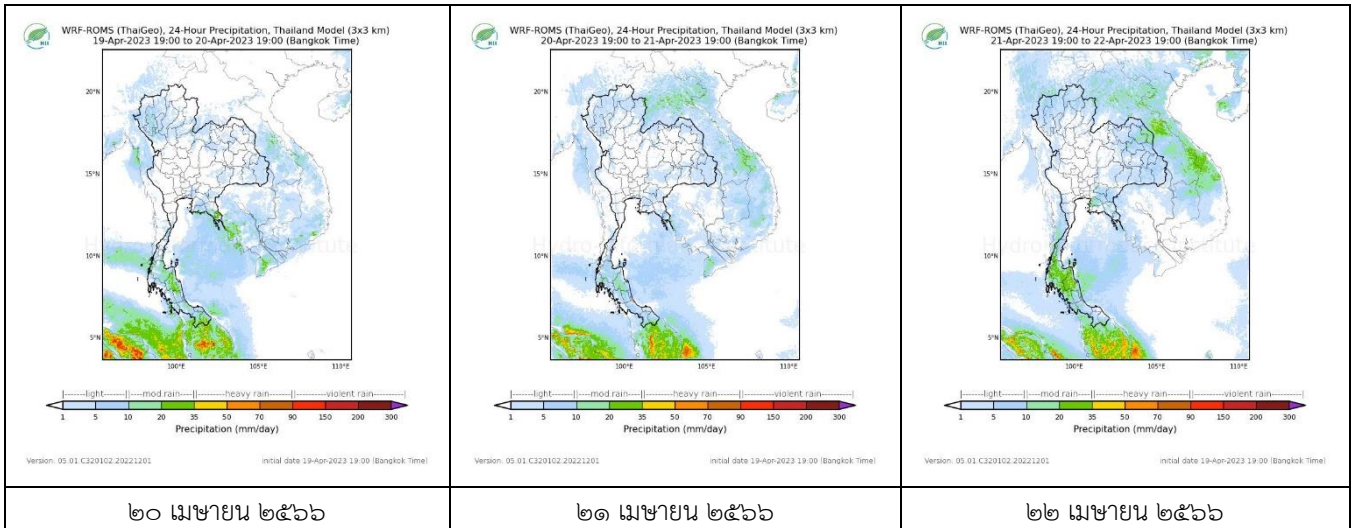 WRF-ROMS (ThaiGeo), 24-Hour Precipitation, Thailand Model (3x3 km)
19-Apr-2023 19:00 to 20-Apr-2023 19:00 (Bangkok Time)
HII
20°N
15°N
10°N
5°N
100°E 105°E 110°E
light mod rain heavy rain violent rain
1 5 10 20 35 50 70 90 150 200 300
Precipitation (mm/day)
Version: 05.01.C320102.20221201 initial date 19-Apr-2023 19:00 (Bangkok Time)
๒๐ เมษายน ๒๕๖๖
WRF-ROMS (ThaiGeo), 24-Hour Precipitation, Thailand Model (3x3 km)
20-Apr-2023 19:00 to 21-Apr-2023 19:00 (Bangkok Time)
HII
20°N
15°N
10°N
5°N
100°E 105°E 110°E
light mod rain heavy rain violent rain
1 5 10 20 35 50 70 90 150 200 300
Precipitation (mm/day)
Version: 05.01.C320102.20221201 initial date 19-Apr-2023 19:00 (Bangkok Time)
๒๑ เมษายน ๒๕๖๖
WRF-ROMS (ThaiGeo), 24-Hour Precipitation, Thailand Model (3x3 km)
21-Apr-2023 19:00 to 22-Apr-2023 19:00 (Bangkok Time)
HII
20°N
15°N
10°N
5°N
100°E 105°E 110°E
light mod rain heavy rain violent rain
1 5 10 20 35 50 70 90 150 200 300
Precipitation (mm/day)
Version: 05.01.C320102.20221201 initial date 19-Apr-2023 19:00 (Bangkok Time)
๒๒ เมษายน ๒๕๖๖